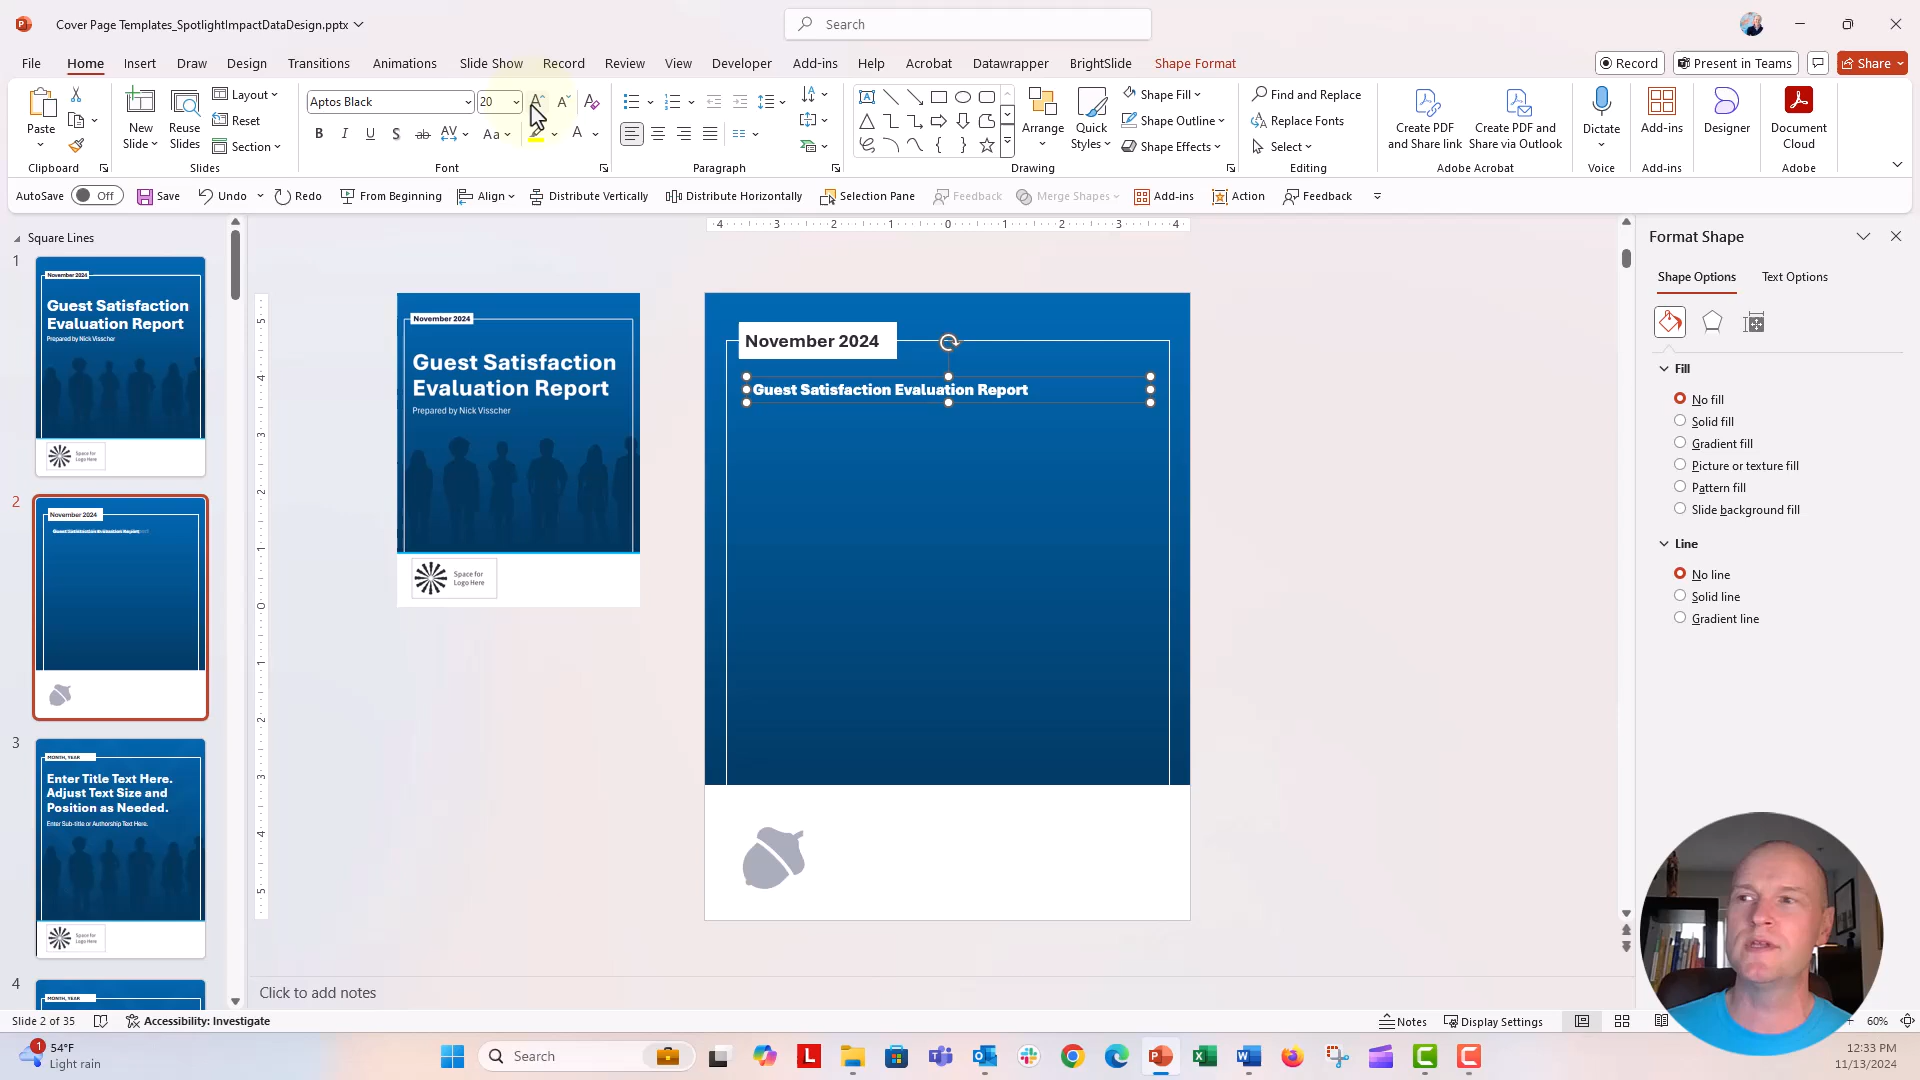 Cover Page Templates_SpotlightImpactDataDesign.pptx
Search
File Home Insert Draw Design Transitions Animations Slide Show Record Review View Developer Add-ins Help Acrobat Datawrapper BrightSlide Shape Format
Record Present in Teams Share
Paste
Clipboard
New Slide
Reuse Slides
Layout
Reset
Section
Slides
Aptos Black 20
Font
Paragraph
Arrange
Quick Styles
Shape Fill
Shape Outline
Shape Effects
Drawing
Find and Replace
Replace Fonts
Select
Editing
Create PDF and Share link
Create PDF and Share via Outlook
Adobe Acrobat
Dictate
Voice
Add-ins
Add-ins
Designer
Document Cloud
Adobe
AutoSave Off Save Undo Redo From Beginning Align Distribute Vertically Distribute Horizontally Selection Pane Feedback Merge Shapes Add-ins Action Feedback
Square Lines
1
November 2024
Guest Satisfaction
Evaluation Report
Prepared by Nick Visscher
Space for
Logo Here
2
November 2024
3
MONTH, YEAR
Enter Title Text Here.
Adjust Text Size and
Position as Needed.
Enter Sub-title or Authorship Text Here.
Space for
Logo Here
4
MONTH, YEAR
November 2024
Guest Satisfaction
Evaluation Report
Prepared by Nick Visscher
Space for
Logo Here
November 2024
Guest Satisfaction Evaluation Report
Click to add notes
Format Shape
Shape Options Text Options
Fill
No fill
Solid fill
Gradient fill
Picture or texture fill
Pattern fill
Slide background fill
Line
No line
Solid line
Gradient line
Slide 2 of 35 Accessibility: Investigate
Notes Display Settings 60%
1
54°F
Light rain
Search
12:33 PM
11/13/2024